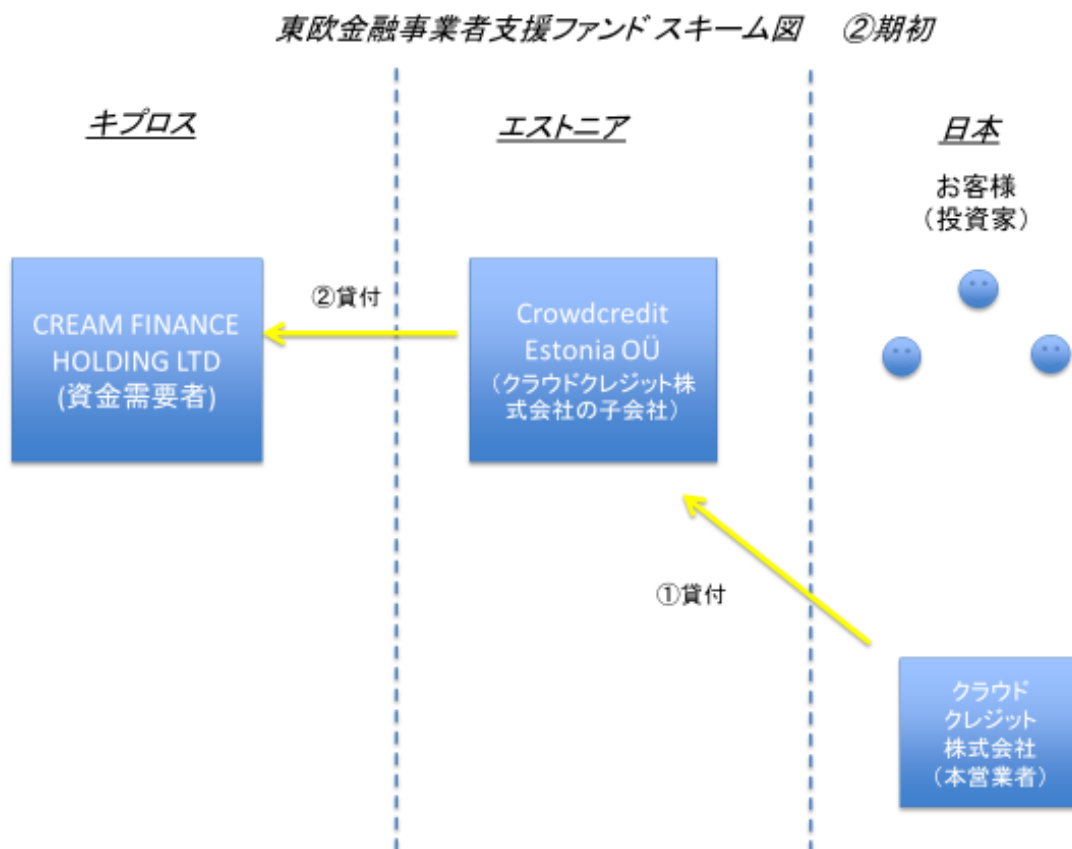 東欧金融事業者支援ファンド スキーム図　②期初
キプロス
エストニア
日本
お客様
（投資家）
CREAM FINANCE
HOLDING LTD
(資金需要者)
②貸付
Crowdcredit
Estonia OÜ
（クラウドクレジット株
式会社の子会社）
①貸付
クラウド
クレジット
株式会社
（本営業者）